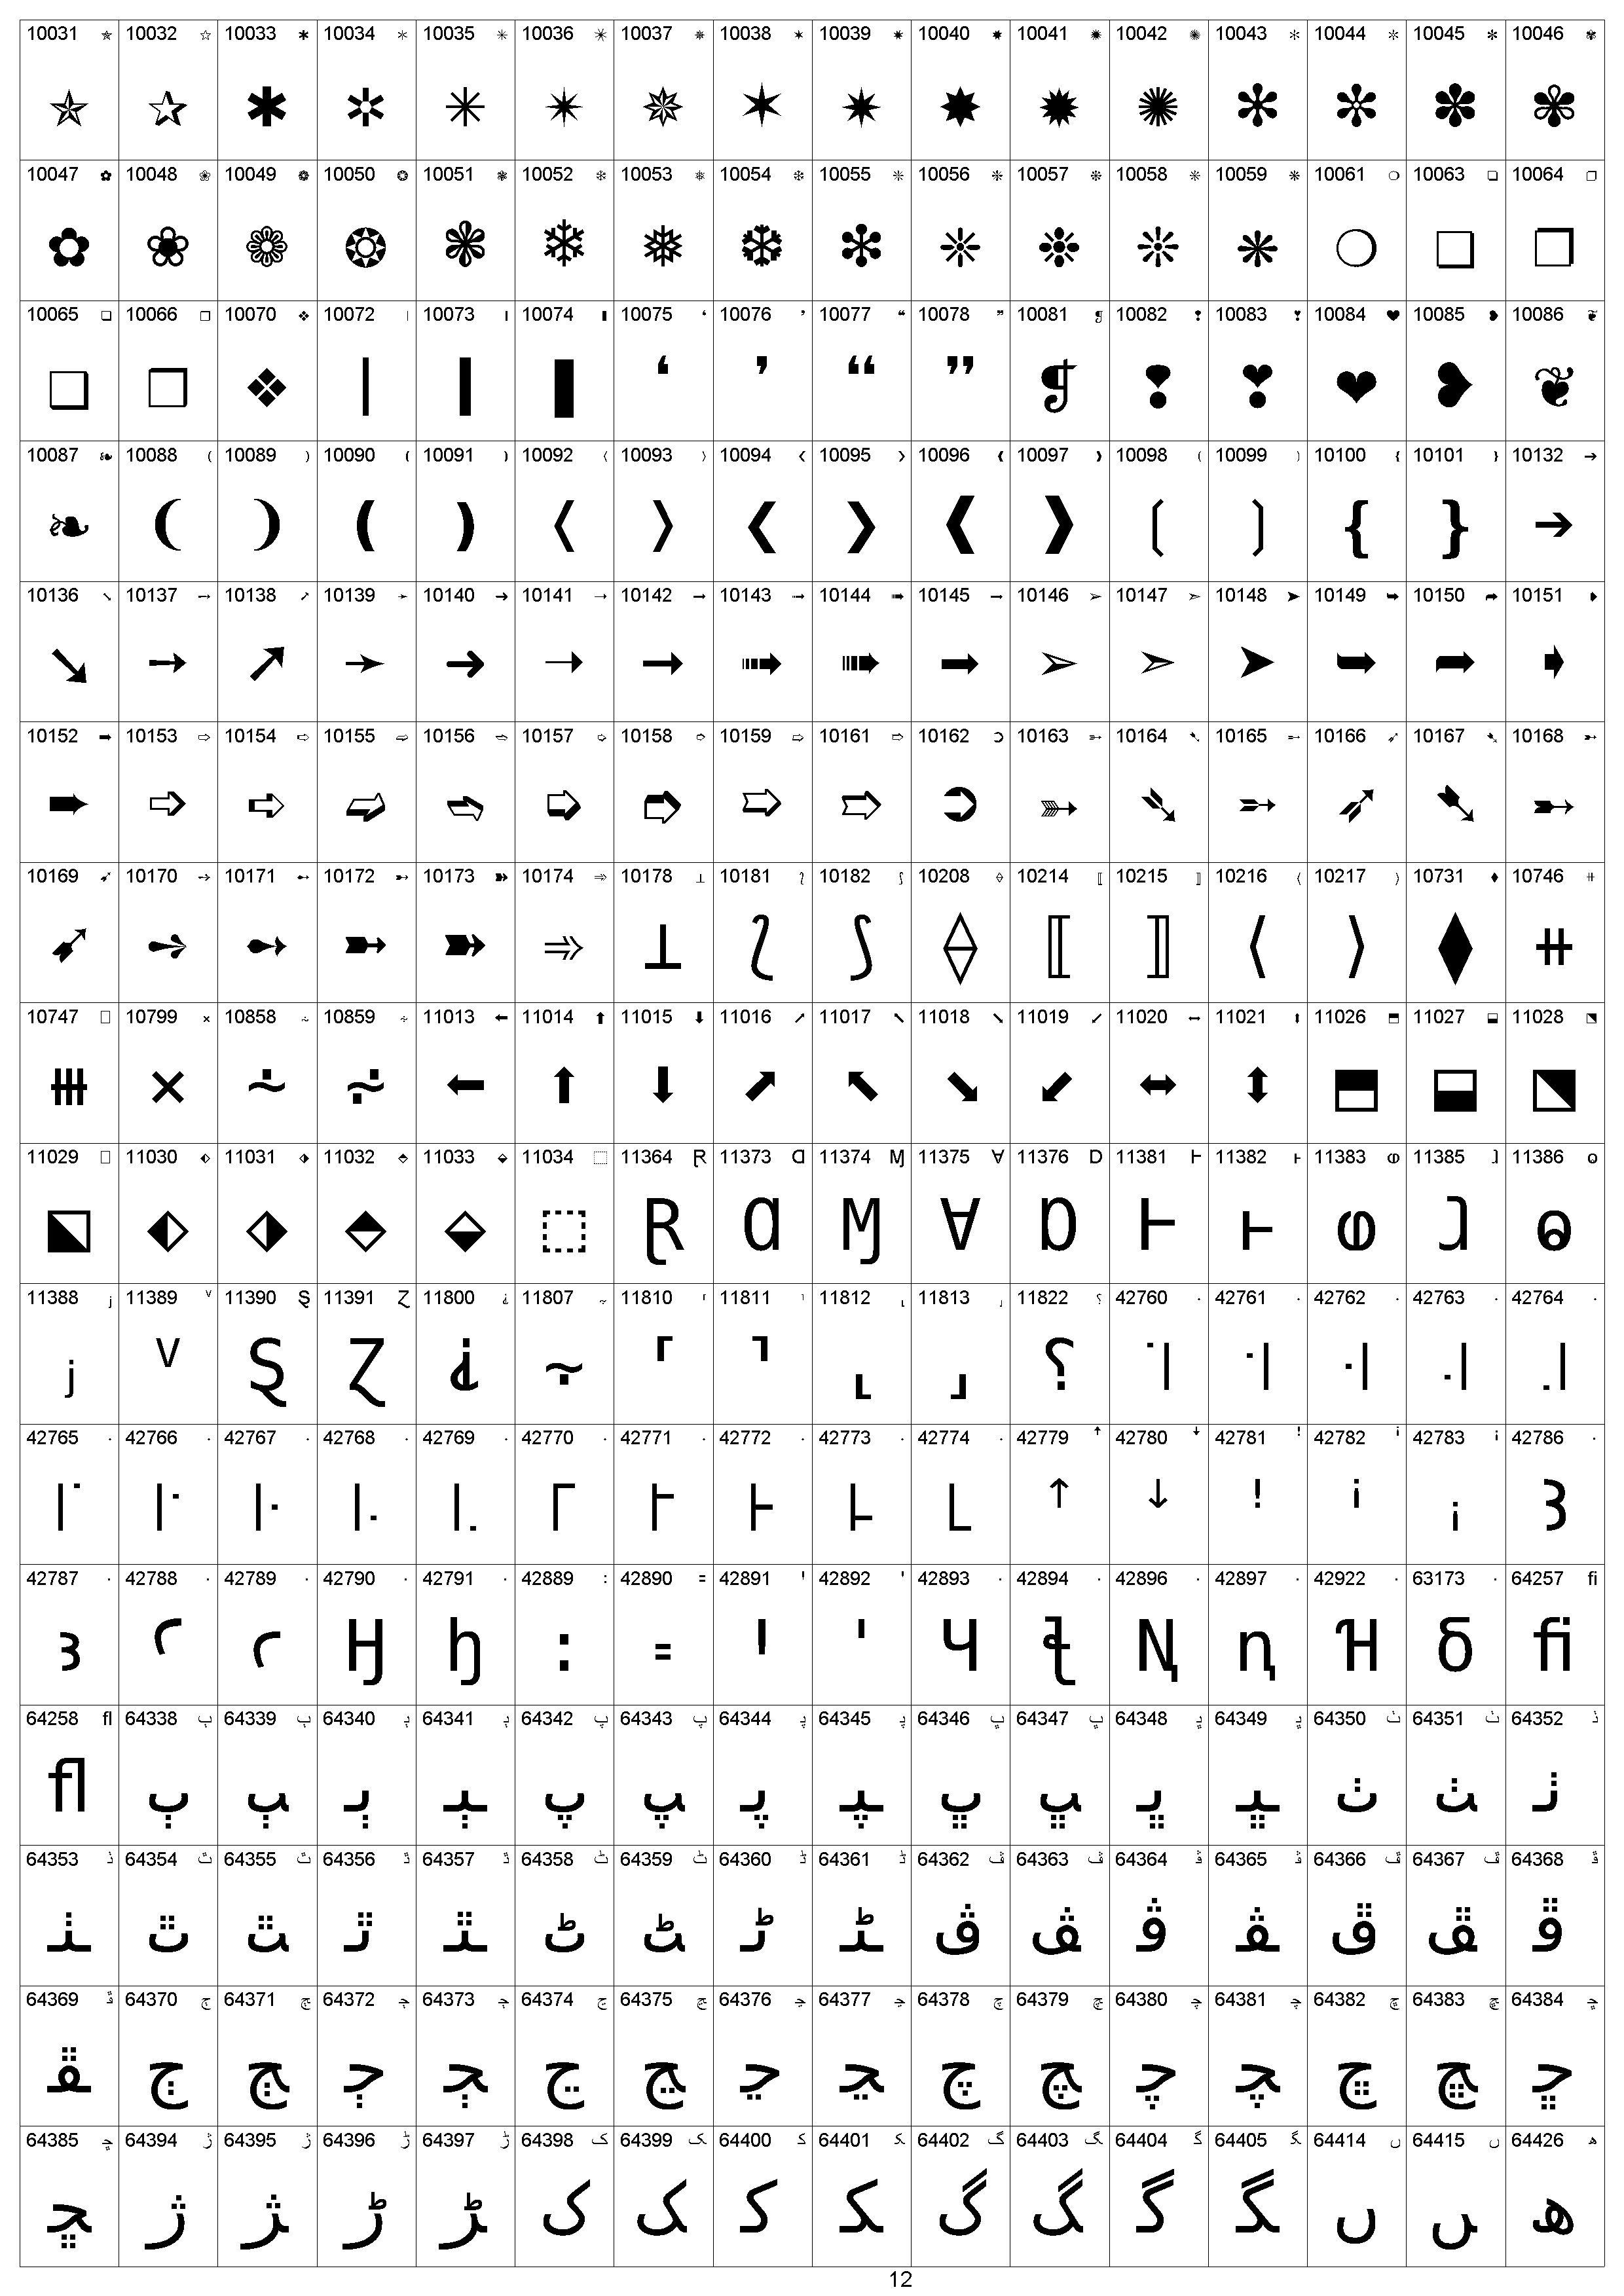 10031 ✯ 10032 ✰ 10033 ✱ 10034 ✲ 10035 ✳ 10036 ✴ 10037 ✵ 10038 ✶ 10039 ✷ 10040 ✸ 10041 ✹ 10042 ✺ 10043 ✻ 10044 ✼ 10045 ✽ 10046 ✾
✯ ✰ ✱ ✲ ✳ ✴ ✵ ✶ ✷ ✸ ✹ ✺ ✻ ✼ ✽ ✾
10047 ✿ 10048 ❀ 10049 ❁ 10050 ❂ 10051 ❃ 10052 ❄ 10053 ❅ 10054 ❆ 10055 ❇ 10056 ❈ 10057 ❉ 10058 ❊ 10059 ❋ 10061 ❍ 10063 ❏ 10064 ❐
✿ ❀ ❁ ❂ ❃ ❄ ❅ ❆ ❇ ❈ ❉ ❊ ❋ ❍ ❏ ❐
10065 ❑ 10066 ❒ 10070 ❖ 10072 ❘ 10073 ❙ 10074 ❚ 10075 ❛ 10076 ❜ 10077 ❝ 10078 ❞ 10081 ❡ 10082 ❢ 10083 ❣ 10084 ❤ 10085 ❥ 10086 ❦
❑ ❒ ❖ ❘ ❙ ❚ ❛ ❜ ❝ ❞ ❡ ❢ ❣ ❤ ❥ ❦
10087 ❧ 10088 ❨ 10089 ❩ 10090 ❪ 10091 ❫ 10092 ❬ 10093 ❭ 10094 ❮ 10095 ❯ 10096 ❰ 10097 ❱ 10098 ❲ 10099 ❳ 10100 ❴ 10101 ❵ 10132 ➔
❧ ❨ ❩ ❪ ❫ ❬ ❭ ❮ ❯ ❰ ❱ ❲ ❳ ❴ ❵ ➔
10136 ➘ 10137 ➙ 10138 ➚ 10139 ➛ 10140 ➜ 10141 ➝ 10142 ➞ 10143 ➟ 10144 ➠ 10145 ➡ 10146 ➢ 10147 ➣ 10148 ➤ 10149 ➥ 10150 ➦ 10151 ➧
➘ ➙ ➚ ➛ ➜ ➝ ➞ ➟ ➠ ➡ ➢ ➣ ➤ ➥ ➦ ➧
10152 ➨ 10153 ➩ 10154 ➪ 10155 ➫ 10156 ➬ 10157 ➭ 10158 ➮ 10159 ➯ 10161 ➱ 10162 ➲ 10163 ➳ 10164 ➴ 10165 ➵ 10166 ➶ 10167 ➷ 10168 ➸
➨ ➩ ➪ ➫ ➬ ➭ ➮ ➯ ➱ ➲ ➳ ➴ ➵ ➶ ➷ ➸
10169 ➹ 10170 ➺ 10171 ➻ 10172 ➼ 10173 ➽ 10174 ➾ 10178 ⟂ 10181 ⟅ 10182 ⟆ 10208 ⟠ 10214 ⟦ 10215 ⟧ 10216 ⟨ 10217 ⟩ 10731 ⧫ 10746 ⧺
➹ ➺ ➻ ➼ ➽ ➾ ⟂ ⟅ ⟆ ⟠ ⟦ ⟧ ⟨ ⟩ ⧫ ⧺
10747 □ 10799 ⨯ 10858 ⩪ 10859 ⩫ 11013 ⬅ 11014 ⬆ 11015 ⬇ 11016 ⬈ 11017 ⬉ 11018 ⬊ 11019 ⬋ 11020 ⬌ 11021 ⬍ 11026 ⬒ 11027 ⬓ 11028 ⬔
⧻ ⨯ ⩪ ⩫ ⬅ ⬆ ⬇ ⬈ ⬉ ⬊ ⬋ ⬌ ⬍ ⬒ ⬓ ⬔
11029 □ 11030 ⬖ 11031 ⬗ 11032 ⬘ 11033 ⬙ 11034 ⬚ 11364 Ɽ 11373 Ɑ 11374 Ɱ 11375 Ɐ 11376 Ɒ 11381 Ⱶ 11382 ⱶ 11383 ⱷ 11385 ⱹ 11386 ⱺ
⬕ ⬖ ⬗ ⬘ ⬙ ⬚ Ɽ Ɑ Ɱ Ɐ Ɒ Ⱶ ⱶ ⱷ ⱹ ⱺ
11388 ⱼ 11389 ⱽ 11390 Ȿ 11391 Ɀ 11800 ⸘ 11807 ⸟ 11810 ⸢ 11811 ⸣ 11812 ⸤ 11813 ⸥ 11822 ⸮ 42760 · 42761 · 42762 · 42763 · 42764 ·
ⱼ ⱽ Ȿ Ɀ ⸘ ⸟ ⸢ ⸣ ⸤ ⸥ ⸮ ꜈ ꜉ ꜊ ꜋ ꜌
42765 · 42766 · 42767 · 42768 · 42769 · 42770 · 42771 · 42772 · 42773 · 42774 · 42779 ꜛ 42780 ꜜ 42781 ꜝ 42782 ꜞ 42783 ꜟ 42786 ·
꜍ ꜎ ꜏ ꜐ ꜑ ꜒ ꜓ ꜔ ꜕ ꜖ ꜛ ꜜ ꜝ ꜞ ꜟ Ꜣ
42787 · 42788 · 42789 · 42790 · 42791 · 42889 ꞉ 42890 ꞊ 42891 Ꞌ 42892 ꞌ 42893 · 42894 · 42896 · 42897 · 42922 · 63173 · 64257 ﬁ
ꜣ Ꜥ ꜥ Ꜧ ꜧ ꞉ ꞊ Ꞌ ꞌ Ɥ ꞎ Ꞑ ꞑ Ɦ  ﬁ
64258 ﬂ 64338 ﭒ 64339 ﭓ 64340 ﭔ 64341 ﭕ 64342 ﭖ 64343 ﭗ 64344 ﭘ 64345 ﭙ 64346 ﭚ 64347 ﭛ 64348 ﭜ 64349 ﭝ 64350 ﭞ 64351 ﭟ 64352 ﭠ
ﬂ ﭒ ﭓ ﭔ ﭕ ﭖ ﭗ ﭘ ﭙ ﭚ ﭛ ﭜ ﭝ ﭞ ﭟ ﭠ
64353 ﭡ 64354 ﭢ 64355 ﭣ 64356 ﭤ 64357 ﭥ 64358 ﭦ 64359 ﭧ 64360 ﭨ 64361 ﭩ 64362 ﭪ 64363 ﭫ 64364 ﭬ 64365 ﭭ 64366 ﭮ 64367 ﭯ 64368 ﭰ
ﭡ ﭢ ﭣ ﭤ ﭥ ﭦ ﭧ ﭨ ﭩ ﭪ ﭫ ﭬ ﭭ ﭮ ﭯ ﭰ
64369 ﭱ 64370 ﭲ 64371 ﭳ 64372 ﭴ 64373 ﭵ 64374 ﭶ 64375 ﭷ 64376 ﭸ 64377 ﭹ 64378 ﭺ 64379 ﭻ 64380 ﭼ 64381 ﭽ 64382 ﭾ 64383 ﭿ 64384 ﮀ
ﭱ ﭲ ﭳ ﭴ ﭵ ﭶ ﭷ ﭸ ﭹ ﭺ ﭻ ﭼ ﭽ ﭾ ﭿ ﮀ
64385 ﮁ 64394 ﮊ 64395 ﮋ 64396 ﮌ 64397 ﮍ 64398 ﮎ 64399 ﮏ 64400 ﮐ 64401 ﮑ 64402 ﮒ 64403 ﮓ 64404 ﮔ 64405 ﮕ 64414 ﮞ 64415 ﮟ 64426 ﮪ
ﮁ ﮊ ﮋ ﮌ ﮍ ﮎ ﮏ ﮐ ﮑ ﮒ ﮓ ﮔ ﮕ ﮞ ﮟ ﮪ
12